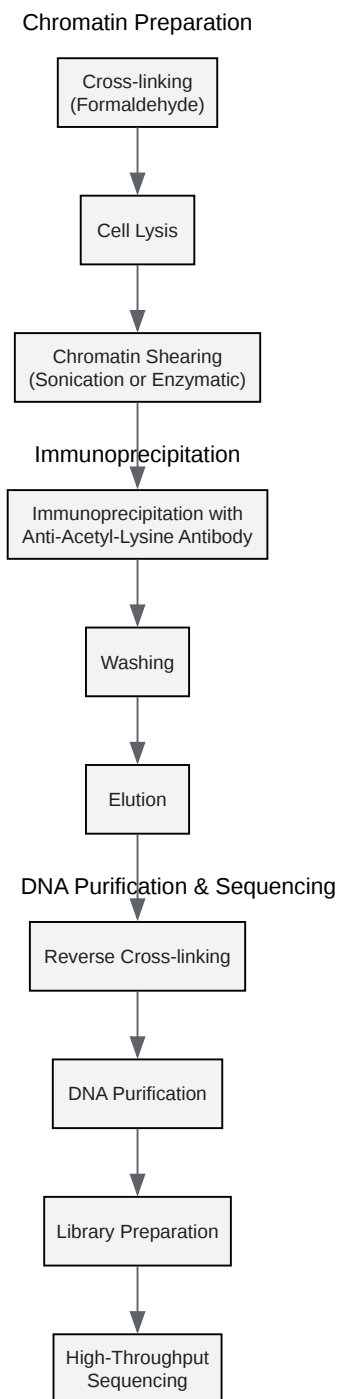 Chromatin Preparation
Cross-linking
(Formaldehyde)
Cell Lysis
Chromatin Shearing
(Sonication or Enzymatic)
Immunoprecipitation
Immunoprecipitation with
Anti-Acetyl-Lysine Antibody
Washing
Elution
DNA Purification & Sequencing
Reverse Cross-linking
DNA Purification
Library Preparation
High-Throughput
Sequencing